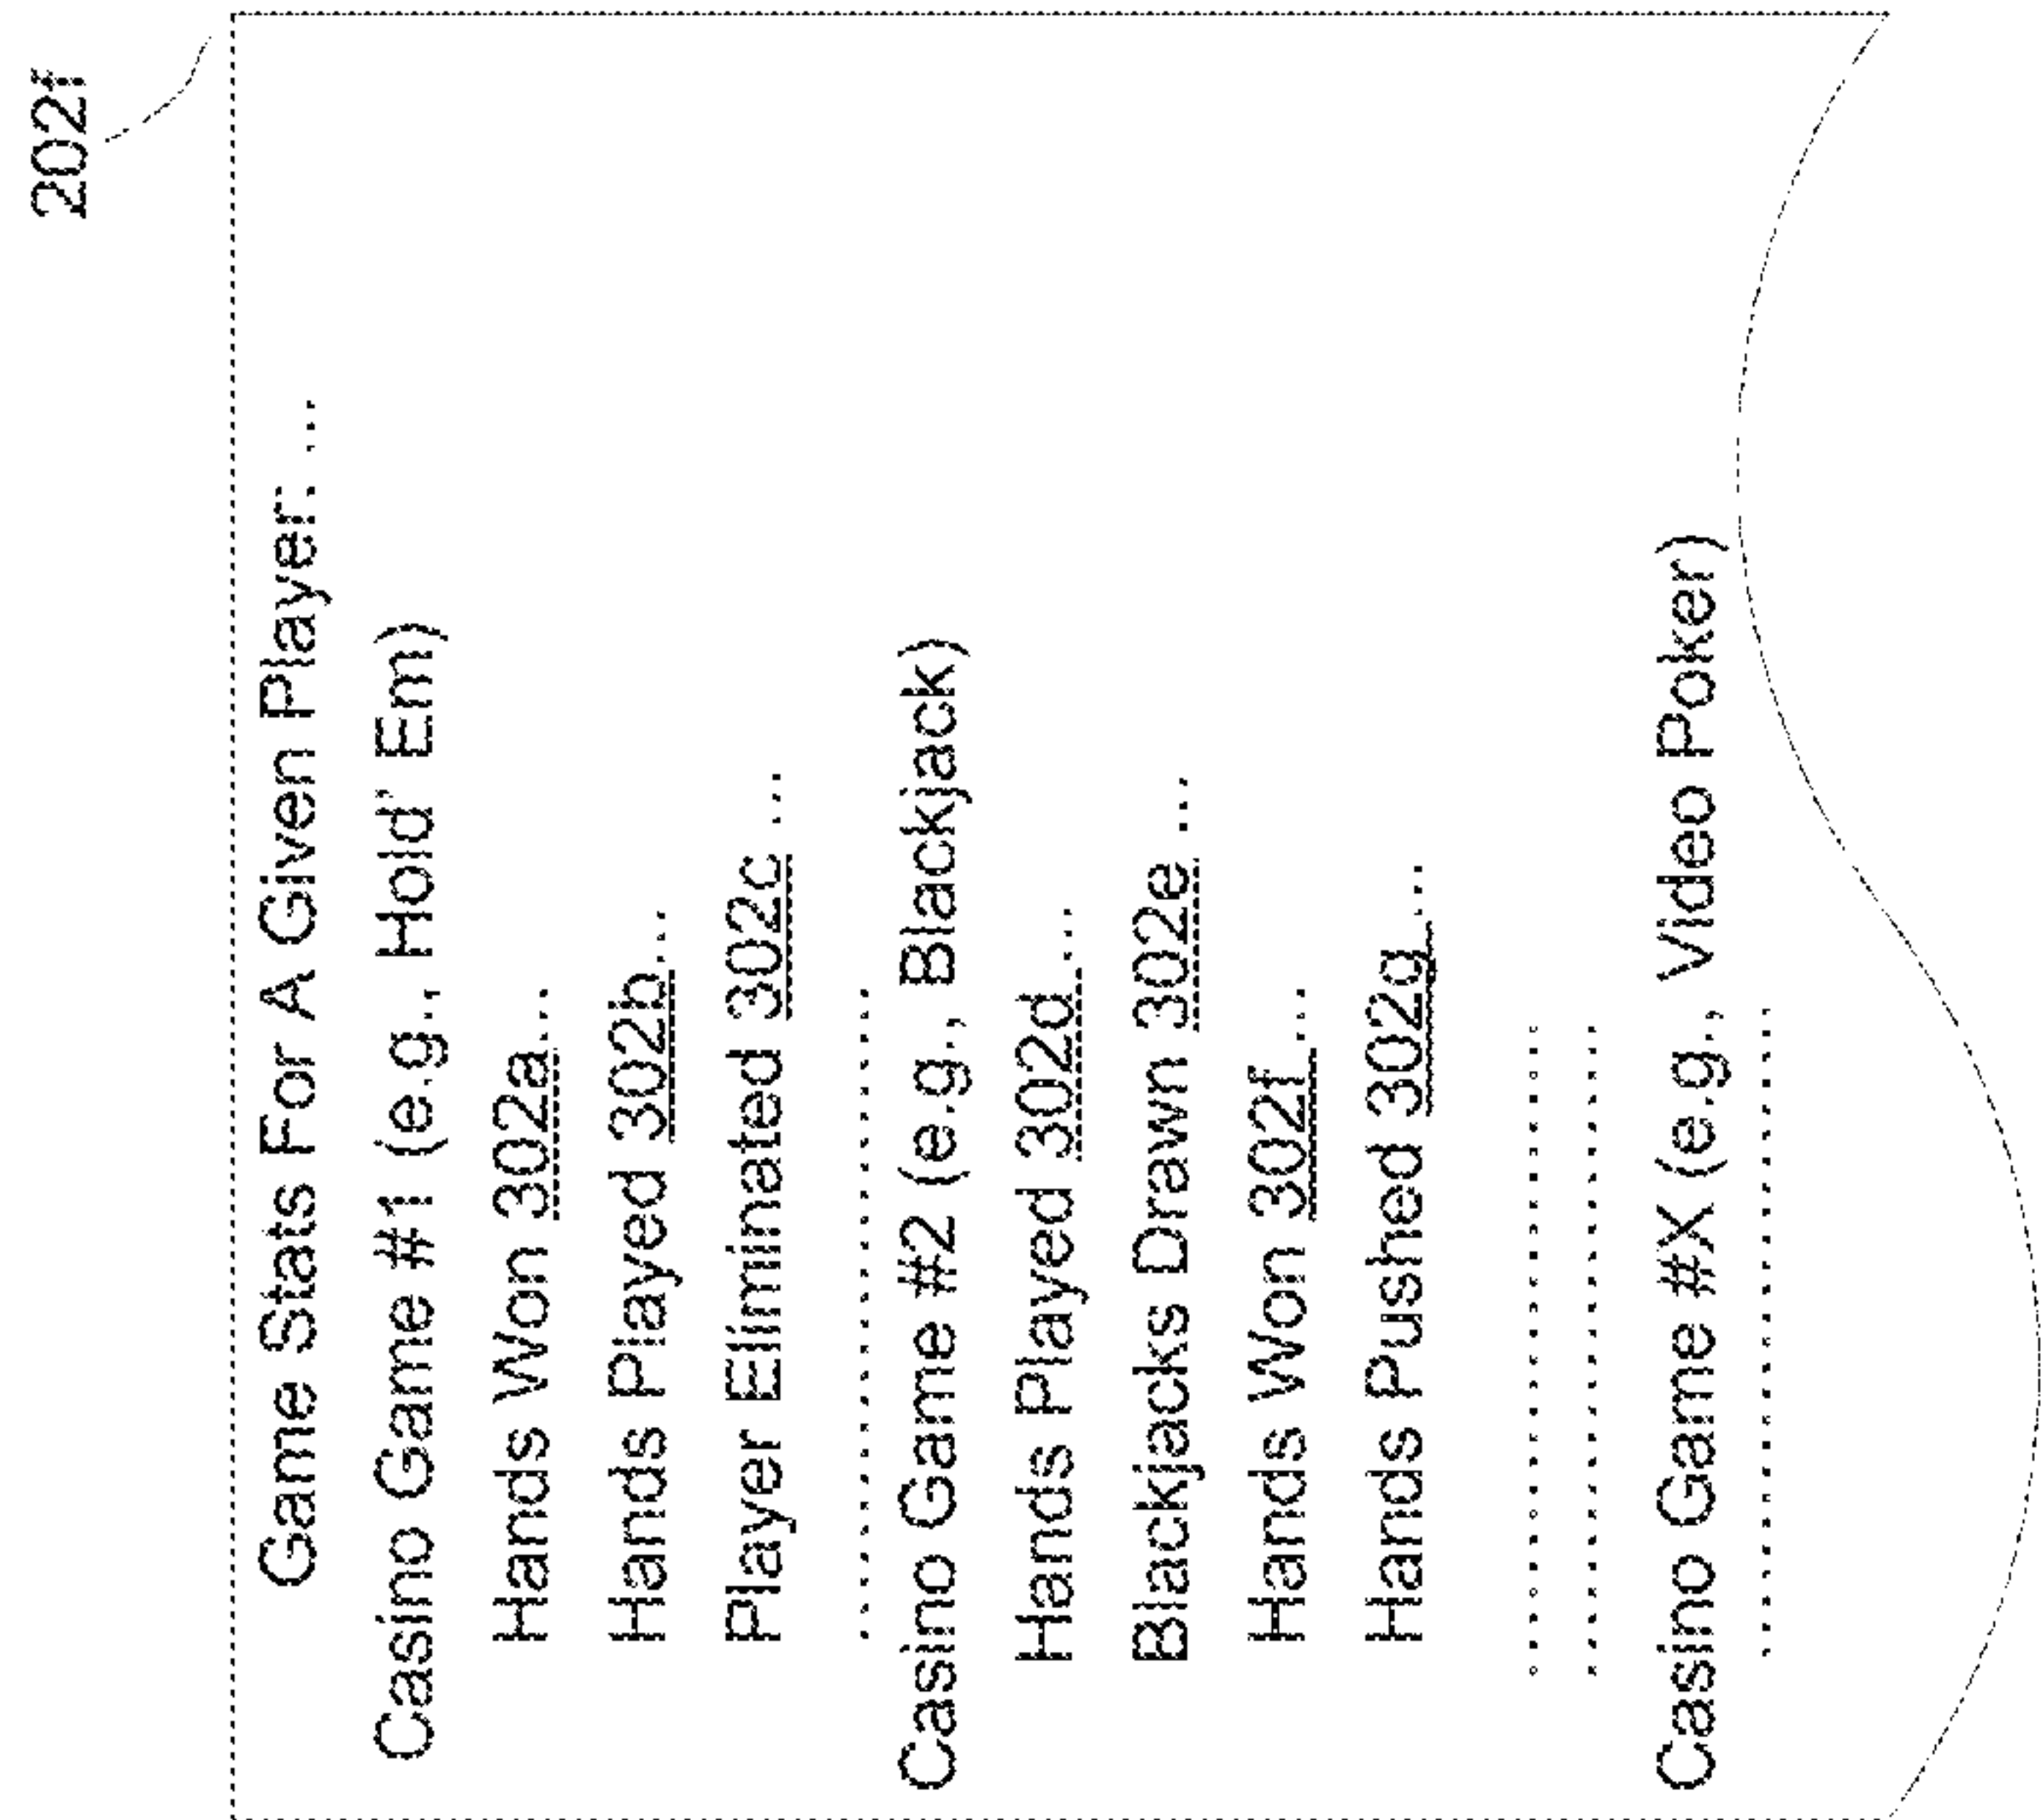 202f
Game Stats For A Given Player: ...
Casino Game #1 (e.g., Hold' Em)
Hands Won 302a...
Hands Played 302b...
Player Eliminated 302c ...
..................
Casino Game #2 (e.g., Blackjack)
Hands Played 302d...
Blackjacks Drawn 302e ...
Hands Won 302f ...
Hands Pushed 302g...
..................
..................
Casino Game #X (e.g., Video Poker)
..................